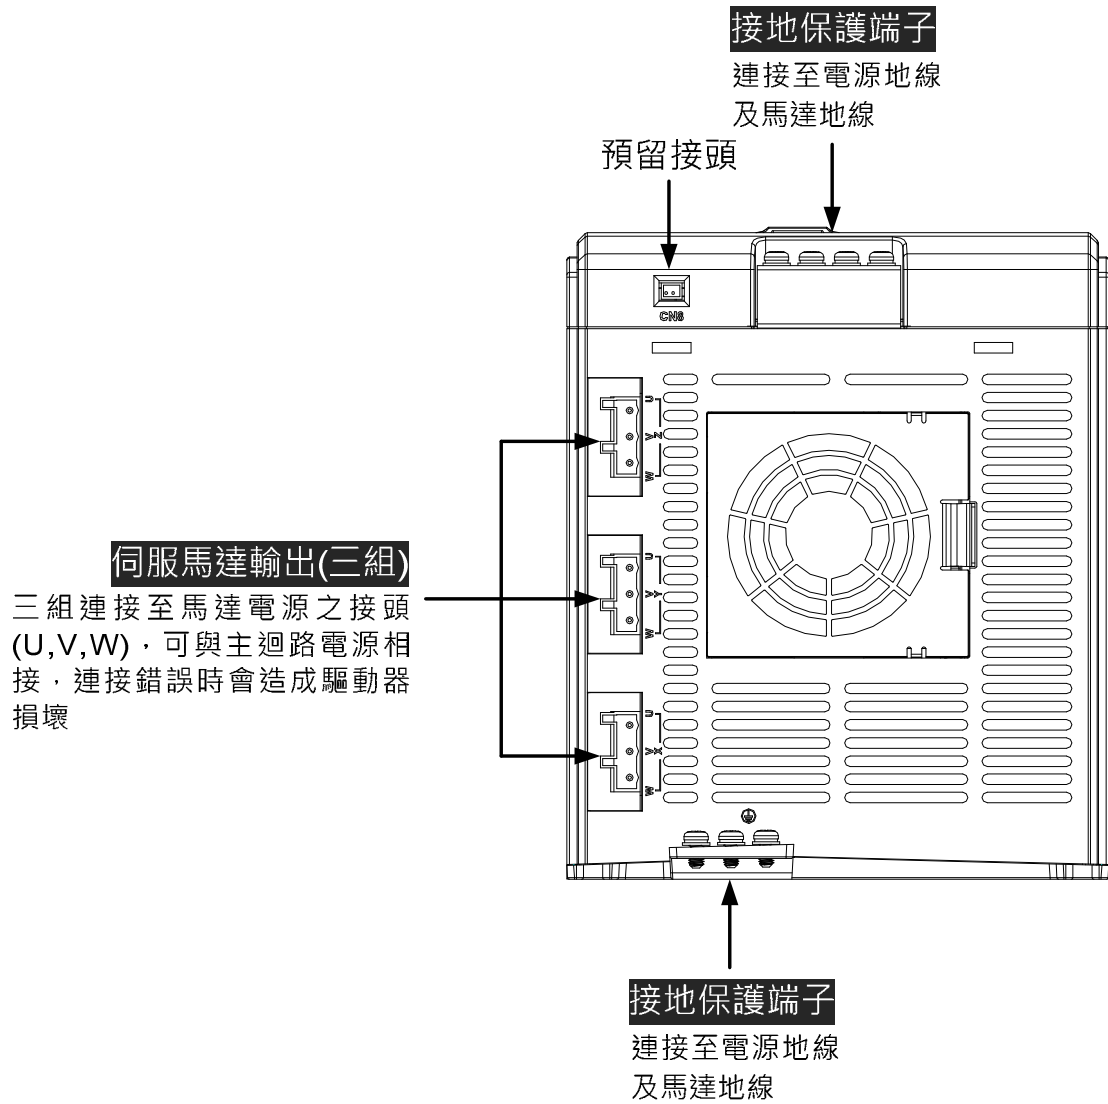 接地保護端子
連接至電源地線
及馬達地線
預留接頭
CN6
U
V Z
W
伺服馬達輸出(三組)
三組連接至馬達電源之接頭
(U,V,W)，可與主迴路電源相
接，連接錯誤時會造成驅動器
損壞
U
V Y
W
U
V X
W
接地保護端子
連接至電源地線
及馬達地線